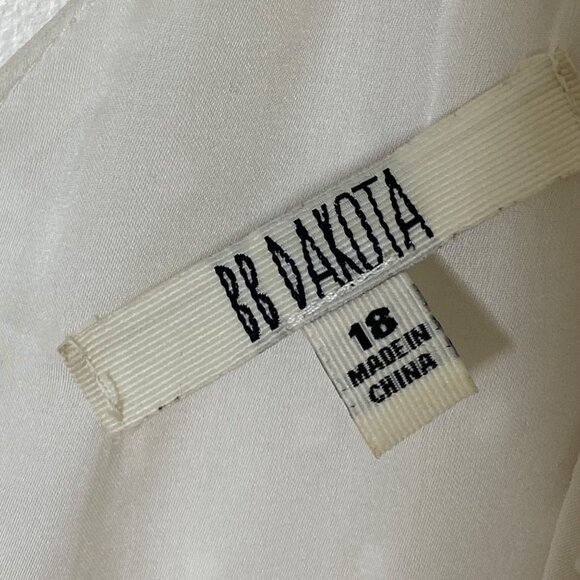 BB DAKOTA
18
MADE IN
CHINA